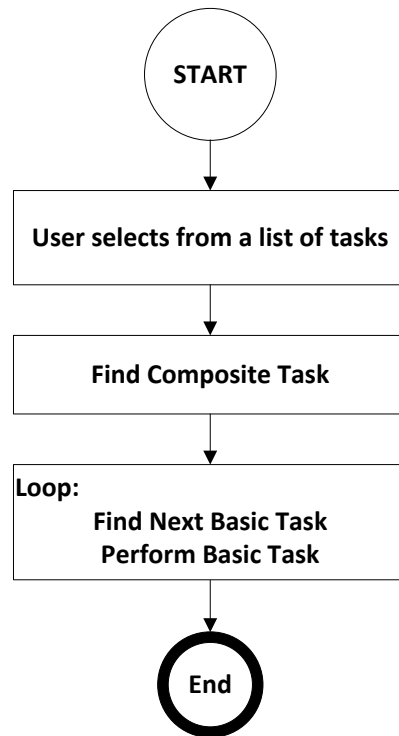 START
User selects from a list of tasks
Find Composite Task
Loop:
Find Next Basic Task
Perform Basic Task
End